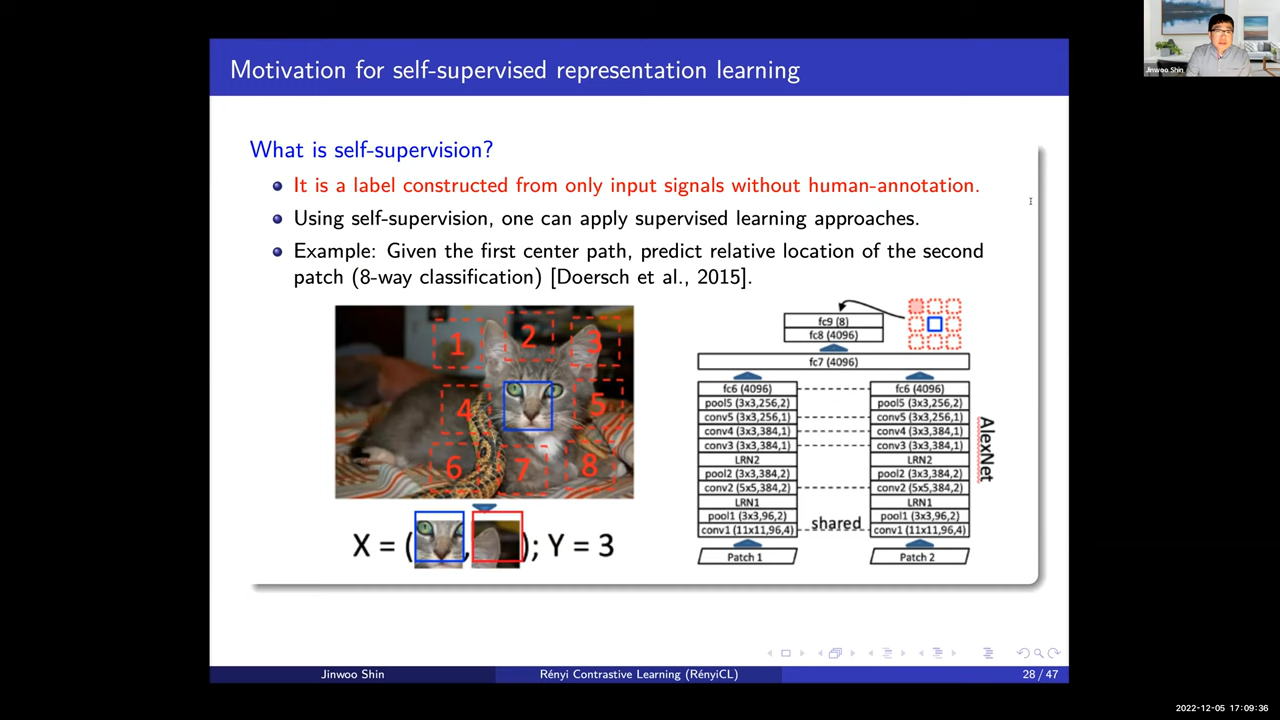 Motivation for self-supervised representation learning
What is self-supervision?
It is a label constructed from only input signals without human-annotation.
Using self-supervision, one can apply supervised learning approaches.
Example: Given the first center path, predict relative location of the second
patch (8-way classification) [Doersch et al., 2015].
1 2 3
4 5
6 7 8
X = ( , ); Y = 3
fc9 (8)
fc8 (4096)
fc7 (4096)
fc6 (4096) fc6 (4096)
pool5 (3x3,256,2) pool5 (3x3,256,2)
conv5 (3x3,256,1) conv5 (3x3,256,1)
conv4 (3x3,384,1) conv4 (3x3,384,1)
conv3 (3x3,384,1) conv3 (3x3,384,1)
LRN2 LRN2
pool2 (3x3,384,2) pool2 (3x3,384,2)
conv2 (5x5,384,2) conv2 (5x5,384,2)
LRN1 LRN1
pool1 (3x3,96,2) pool1 (3x3,96,2)
conv1 (11x11,96,4) shared conv1 (11x11,96,4)
Patch 1 Patch 2
AlexNet
Jinwoo Shin Rényi Contrastive Learning (RényiCL) 28 / 47
Jinwoo Shin
2022-12-05 17:09:36